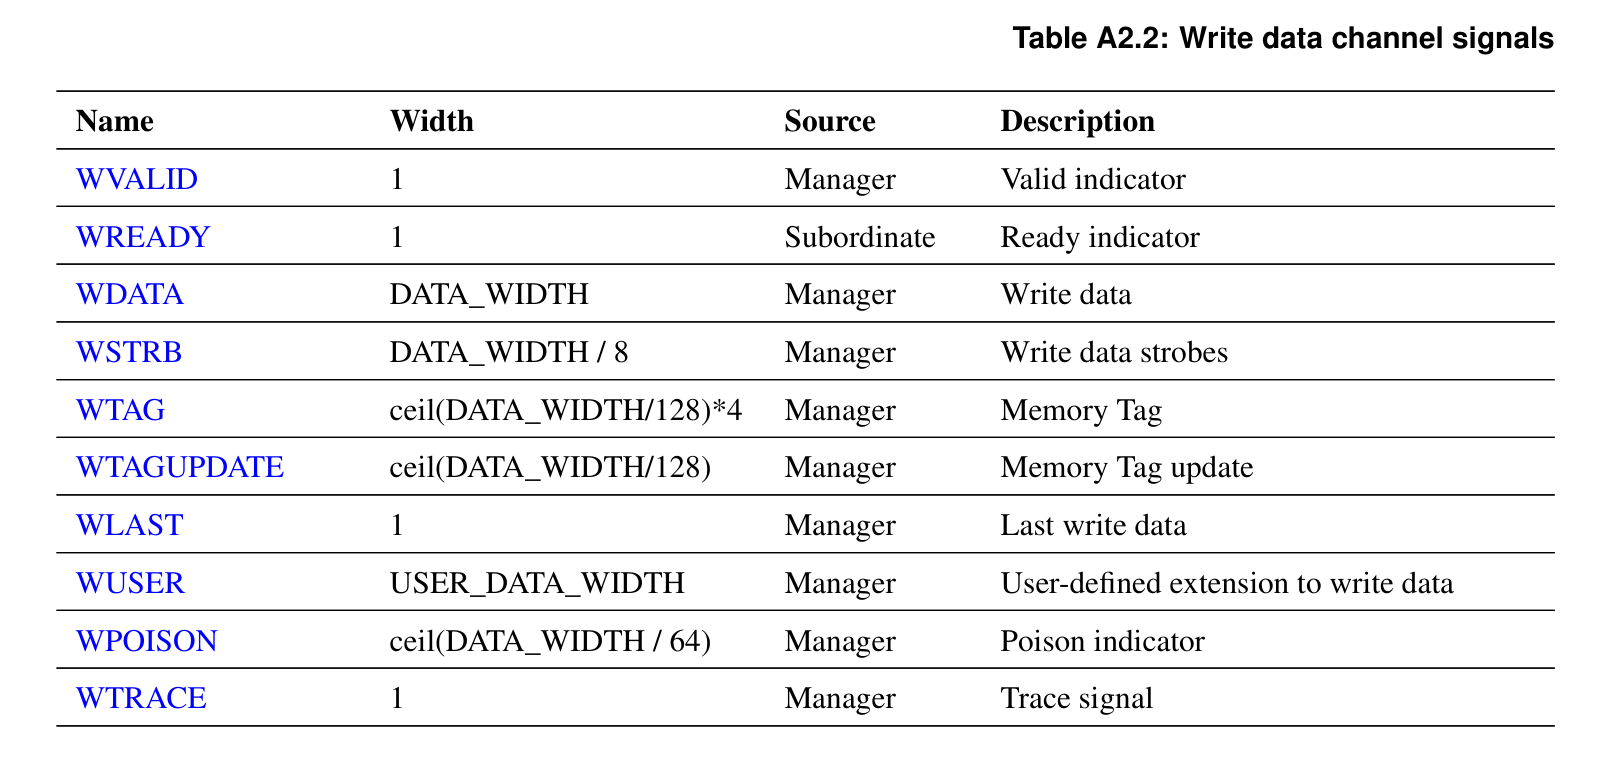 Table A2.2: Write data channel signals
Name Width Source Description
WVALID 1 Manager Valid indicator
WREADY 1 Subordinate Ready indicator
WDATA DATA_WIDTH Manager Write data
WSTRB DATA_WIDTH / 8 Manager Write data strobes
WTAG ceil(DATA_WIDTH/128)*4 Manager Memory Tag
WTAGUPDATE ceil(DATA_WIDTH/128) Manager Memory Tag update
WLAST 1 Manager Last write data
WUSER USER_DATA_WIDTH Manager User-defined extension to write data
WPOISON ceil(DATA_WIDTH / 64) Manager Poison indicator
WTRACE 1 Manager Trace signal